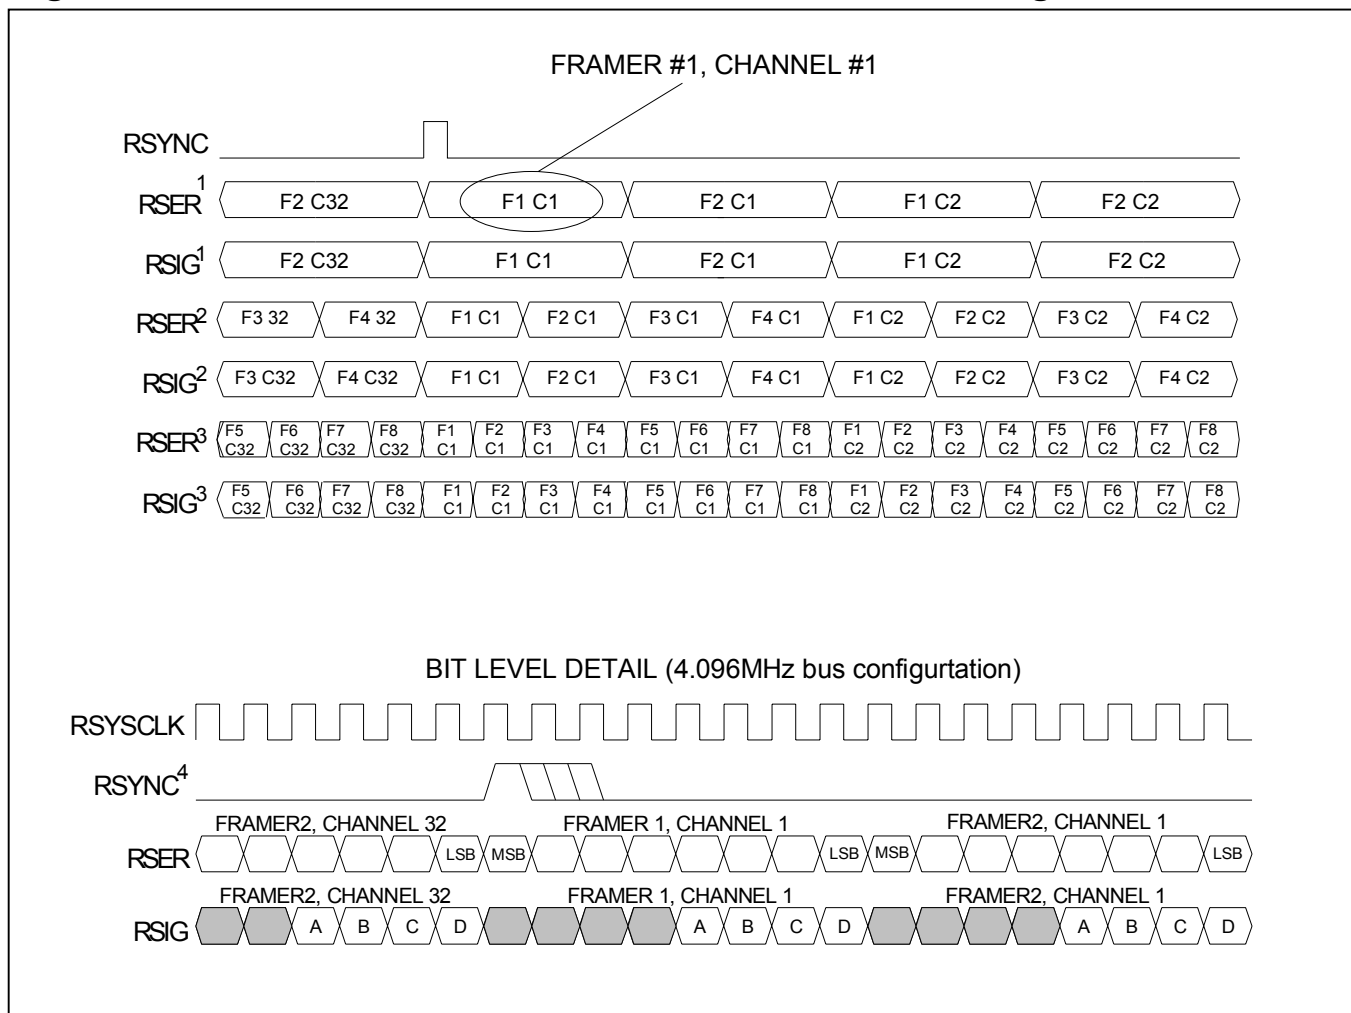 FRAMER #1, CHANNEL #1
RSYNC
RSER1 F2 C32 F1 C1 F2 C1 F1 C2 F2 C2
RSIG1 F2 C32 F1 C1 F2 C1 F1 C2 F2 C2
RSER2 F3 32 F4 32 F1 C1 F2 C1 F3 C1 F4 C1 F1 C2 F2 C2 F3 C2 F4 C2
RSIG2 F3 C32 F4 C32 F1 C1 F2 C1 F3 C1 F4 C1 F1 C2 F2 C2 F3 C2 F4 C2
RSER3 F5 C32 F6 C32 F7 C32 F8 C32 F1 C1 F2 C1 F3 C1 F4 C1 F5 C1 F6 C1 F7 C1 F8 C1 F1 C2 F2 C2 F3 C2 F4 C2 F5 C2 F6 C2 F7 C2 F8 C2
RSIG3 F5 C32 F6 C32 F7 C32 F8 C32 F1 C1 F2 C1 F3 C1 F4 C1 F5 C1 F6 C1 F7 C1 F8 C1 F1 C2 F2 C2 F3 C2 F4 C2 F5 C2 F6 C2 F7 C2 F8 C2
BIT LEVEL DETAIL (4.096MHz bus configurtation)
RSYSCLK
RSYNC4
FRAMER2, CHANNEL 32 FRAMER 1, CHANNEL 1 FRAMER2, CHANNEL 1
RSER LSB MSB LSB MSB LSB
FRAMER2, CHANNEL 32 FRAMER 1, CHANNEL 1 FRAMER2, CHANNEL 1
RSIG A B C D A B C D A B C D